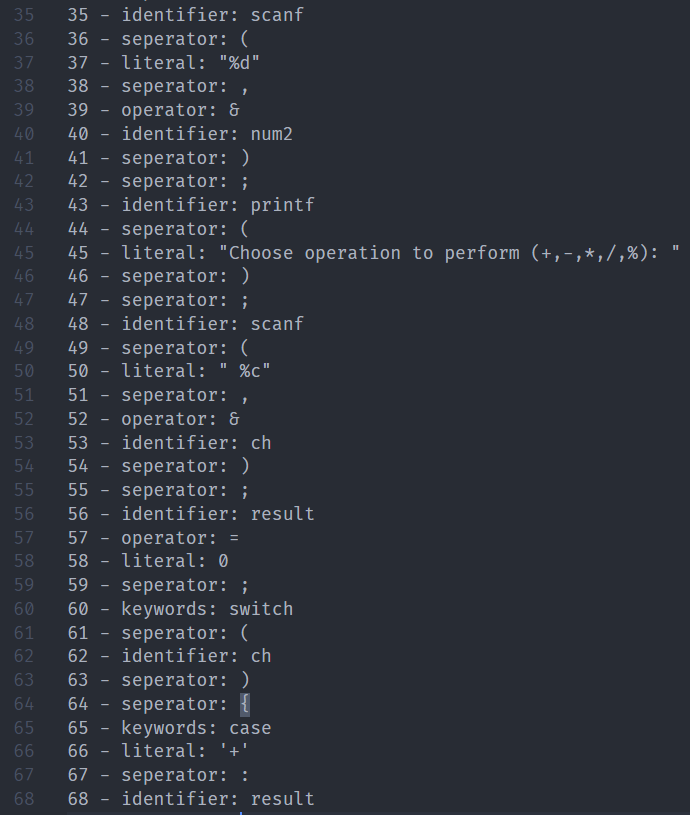 35 35 - identifier: scanf
36 36 - seperator: (
37 37 - literal: "%d"
38 38 - seperator: ,
39 39 - operator: &
40 40 - identifier: num2
41 41 - seperator: )
42 42 - seperator: ;
43 43 - identifier: printf
44 44 - seperator: (
45 45 - literal: "Choose operation to perform (+,-,*,/,%): "
46 46 - seperator: )
47 47 - seperator: ;
48 48 - identifier: scanf
49 49 - seperator: (
50 50 - literal: " %c"
51 51 - seperator: ,
52 52 - operator: &
53 53 - identifier: ch
54 54 - seperator: )
55 55 - seperator: ;
56 56 - identifier: result
57 57 - operator: =
58 58 - literal: 0
59 59 - seperator: ;
60 60 - keywords: switch
61 61 - seperator: (
62 62 - identifier: ch
63 63 - seperator: )
64 64 - seperator: {
65 65 - keywords: case
66 66 - literal: '+'
67 67 - seperator: :
68 68 - identifier: result